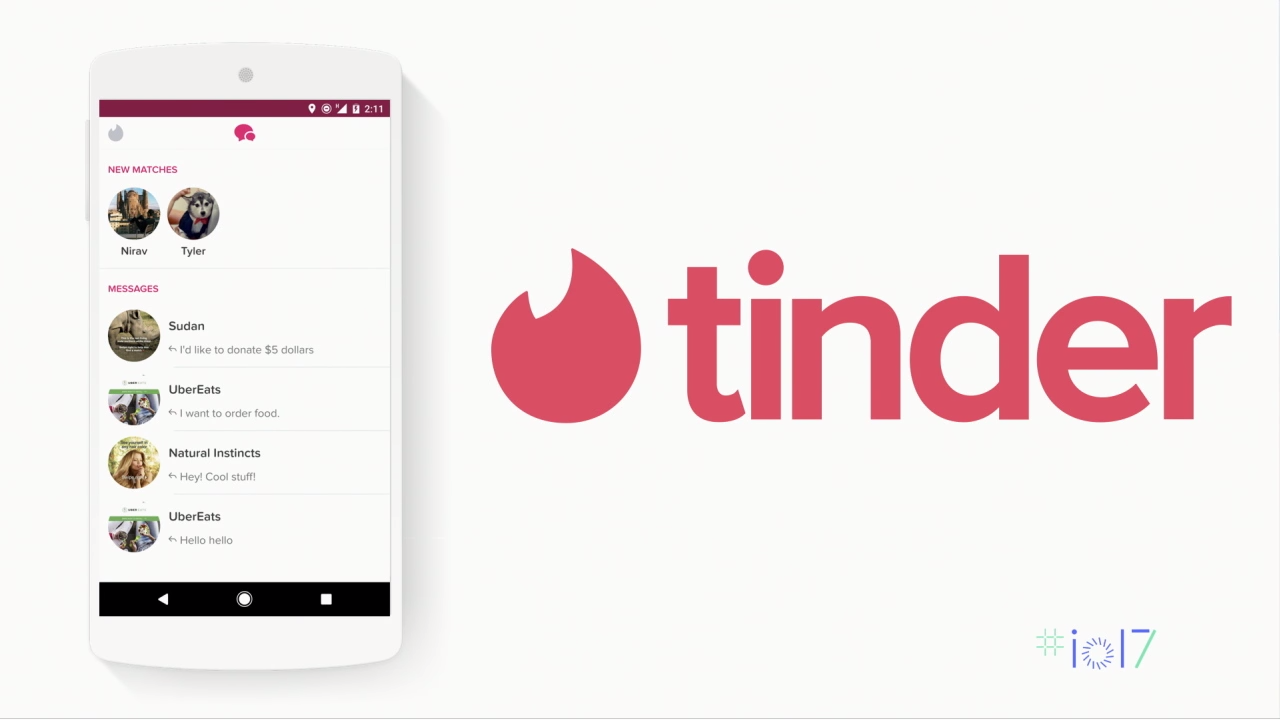 2:11
NEW MATCHES
Nirav
Tyler
MESSAGES
Sudan
I'd like to donate $5 dollars
UberEats
I want to order food.
Natural Instincts
Hey! Cool stuff!
UberEats
Hello hello
tinder
#io17